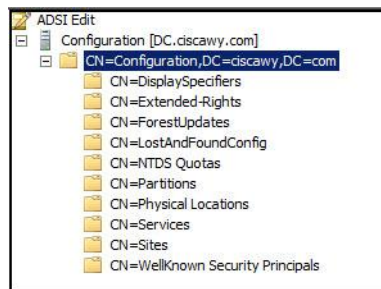 ADSI Edit
Configuration [DC.ciscawy.com]
CN=Configuration,DC=ciscawy,DC=com
CN=DisplaySpecifiers
CN=Extended-Rights
CN=ForestUpdates
CN=LostAndFoundConfig
CN=NTDS Quotas
CN=Partitions
CN=Physical Locations
CN=Services
CN=Sites
CN=WellKnown Security Principals